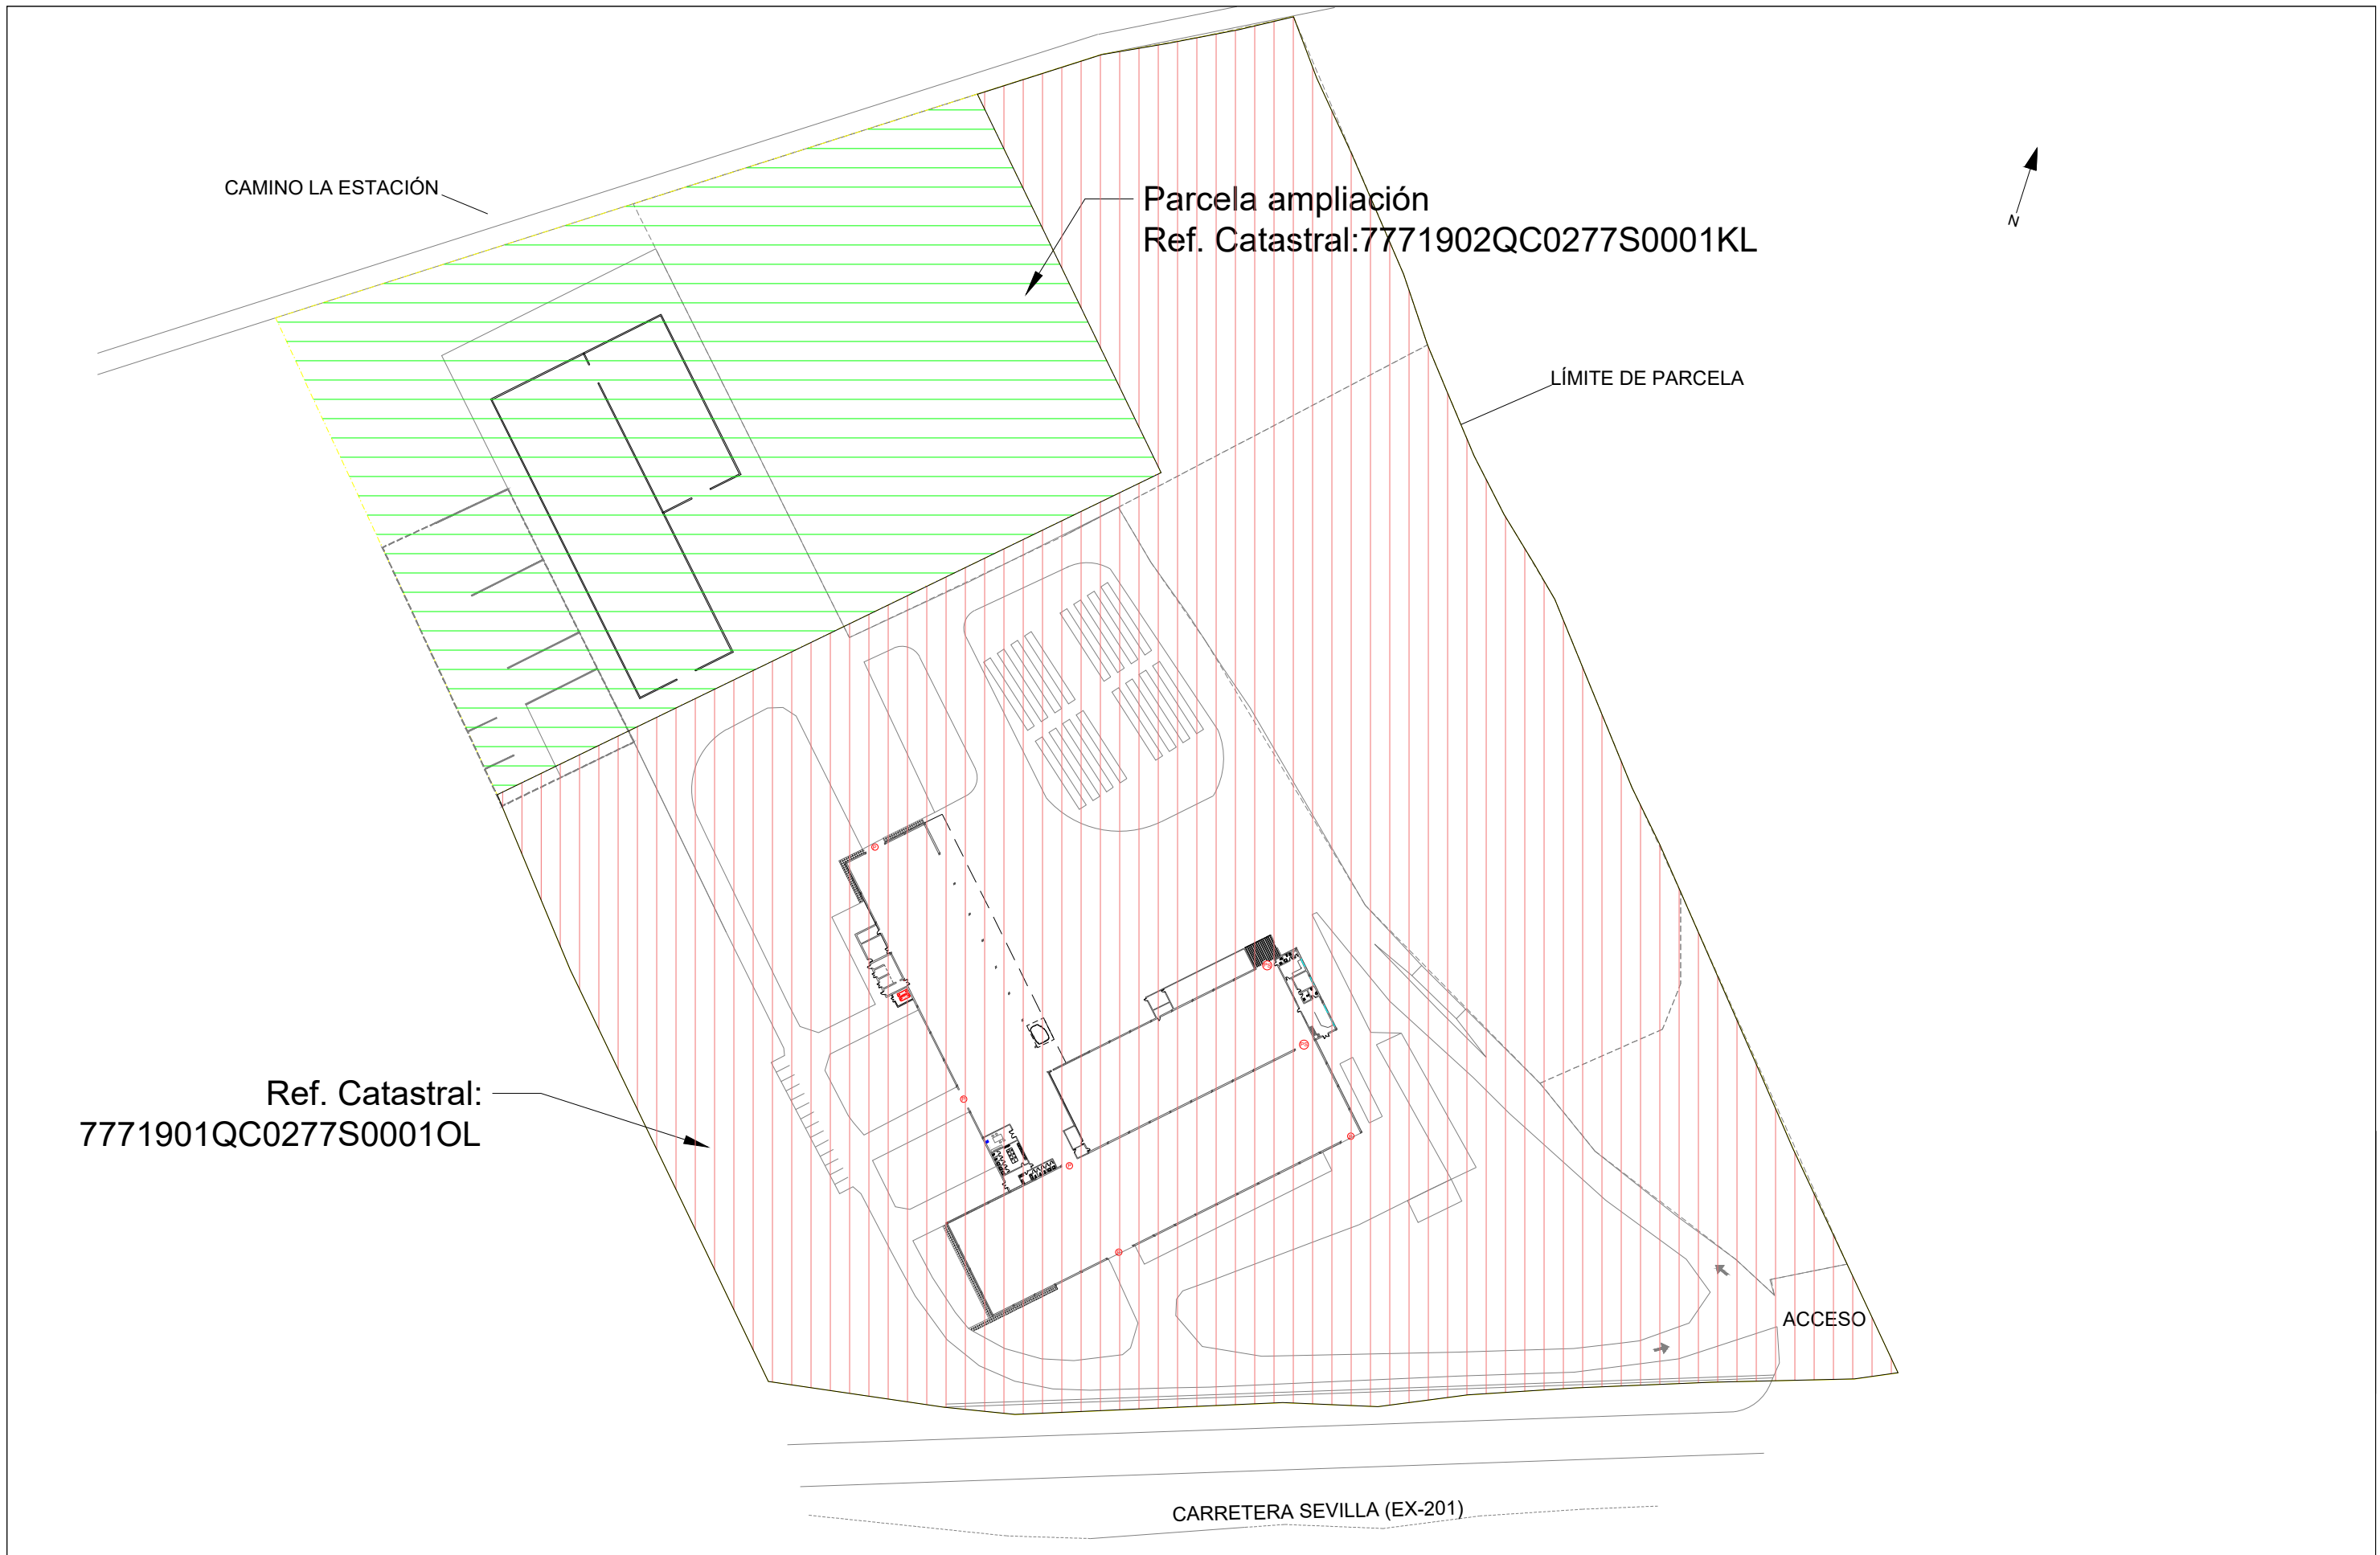 CAMINO LA ESTACIÓN
Parcela ampliación
Ref. Catastral:7771902QC0277S0001KL
N
LÍMITE DE PARCELA
Ref. Catastral:
7771901QC0277S0001OL
ACCESO
CARRETERA SEVILLA (EX-201)